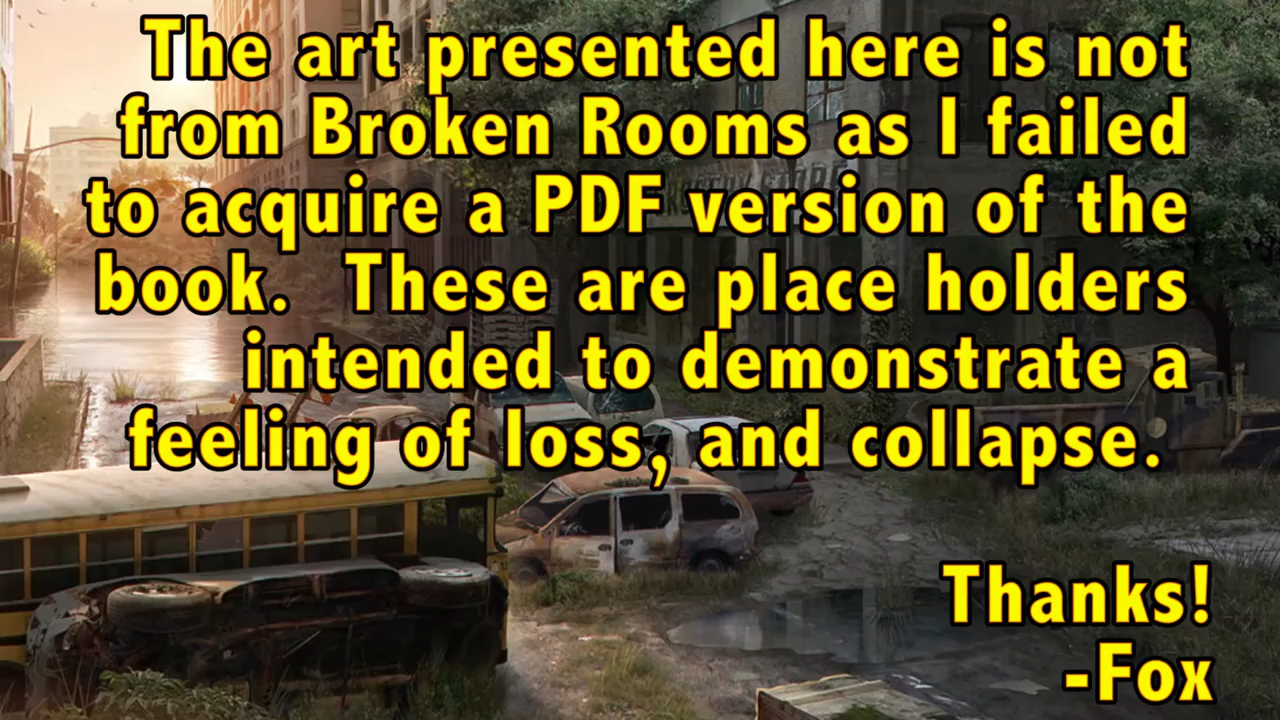 The art presented here is not
from Broken Rooms as I failed
to acquire a PDF version of the
book.  These are place holders
intended to demonstrate a
feeling of loss, and collapse.
Thanks!
-Fox